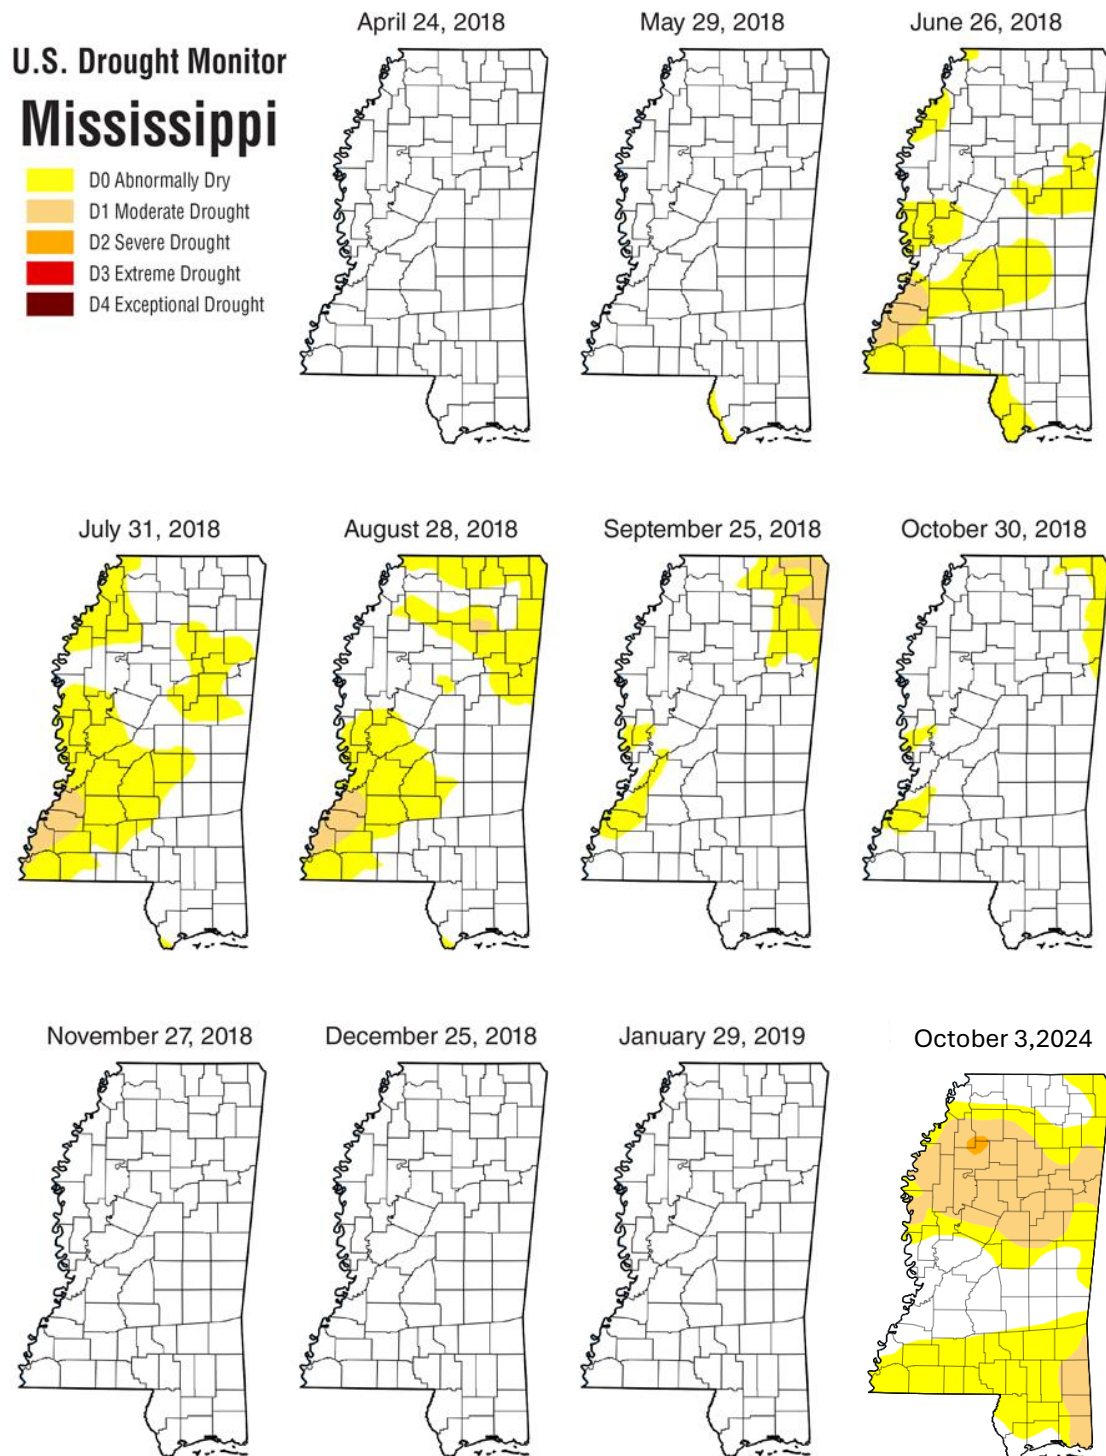 U.S. Drought Monitor
Mississippi
D0 Abnormally Dry
D1 Moderate Drought
D2 Severe Drought
D3 Extreme Drought
D4 Exceptional Drought
April 24, 2018
May 29, 2018
June 26, 2018
July 31, 2018
August 28, 2018
September 25, 2018
October 30, 2018
November 27, 2018
December 25, 2018
January 29, 2019
October 3,2024